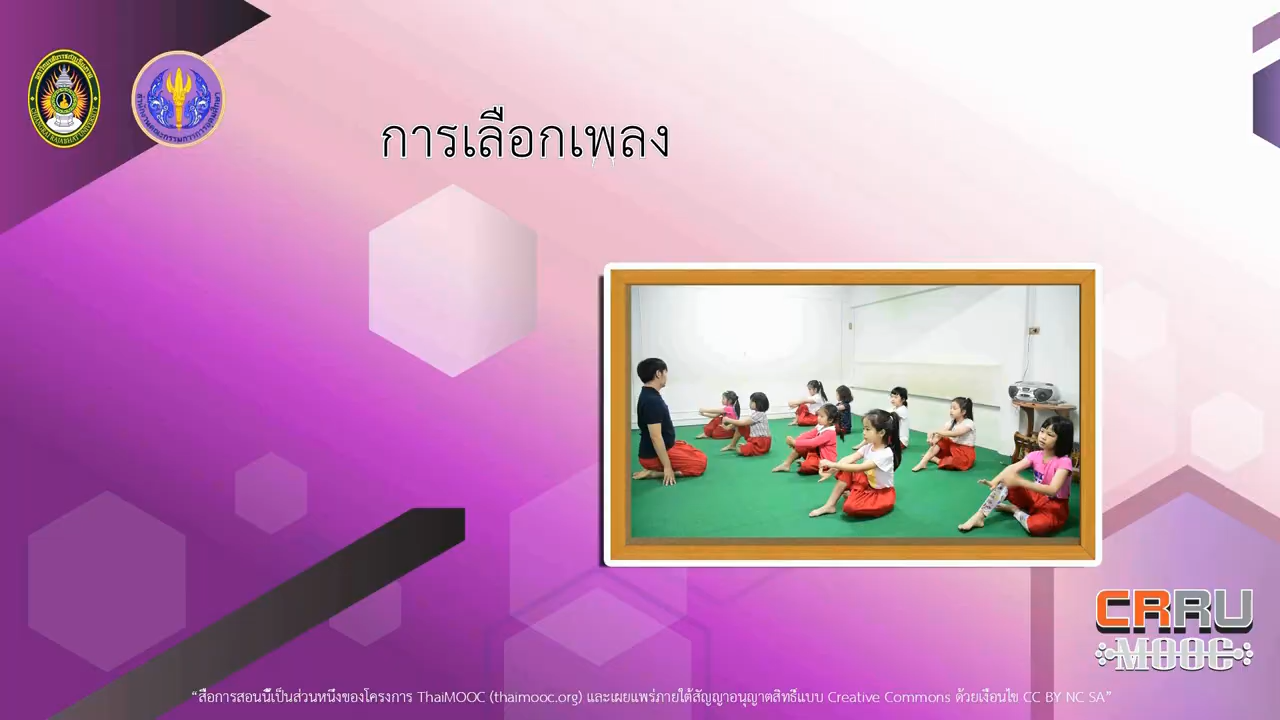 การเลือกเพลง
CRRU
MOOC
“สื่อการสอนนี้เป็นส่วนหนึ่งของโครงการ ThaiMOOC (thaimooc.org) และเผยแพร่ภายใต้สัญญาอนุญาตสิทธิ์แบบ Creative Commons ด้วยเงื่อนไข CC BY NC SA”